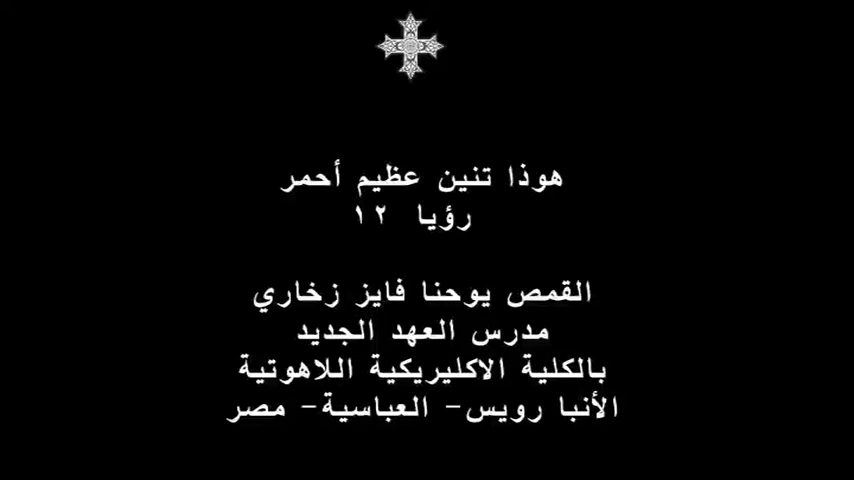 هوذا تنين عظيم أحمر
رؤيا ١٢
القمص يوحنا فايز زخاري
مدرس العهد الجديد
بالكلية الاكليريكية اللاهوتية
الأنبا رويس- العباسية- مصر